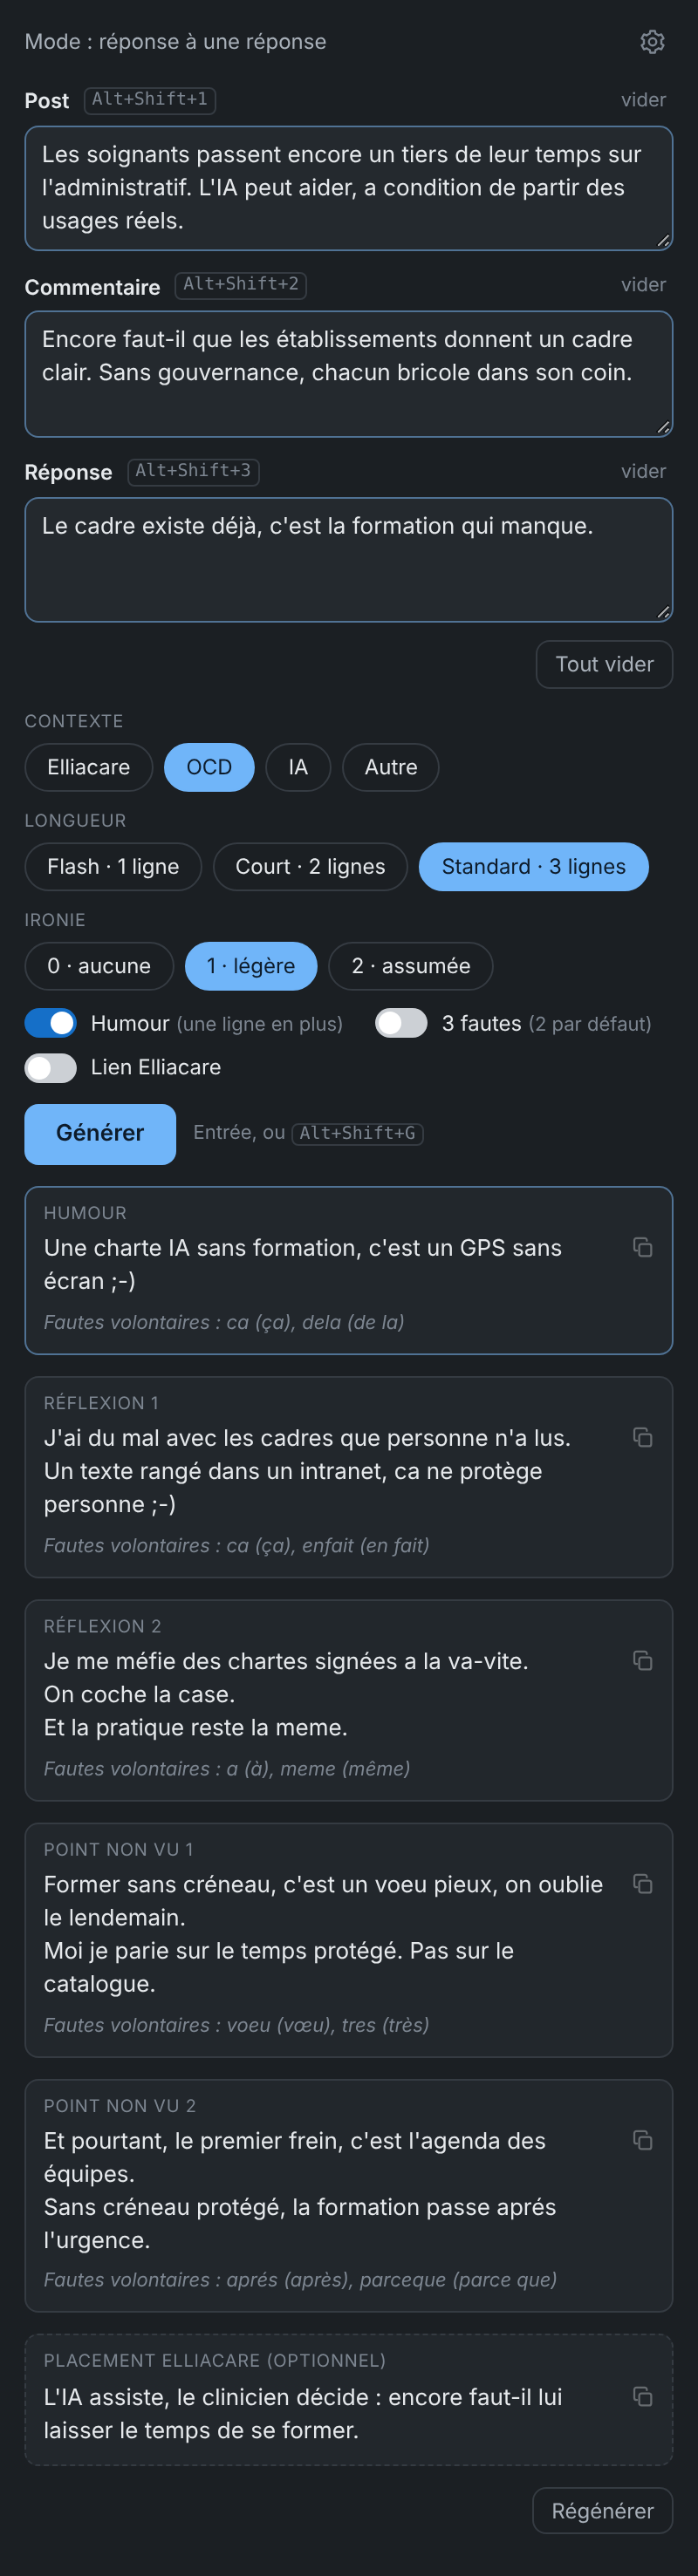 Mode : réponse à une réponse
Post Alt+Shift+1 vider
Les soignants passent encore un tiers de leur temps sur
l'administratif. L'IA peut aider, a condition de partir des
usages réels.
Commentaire Alt+Shift+2 vider
Encore faut-il que les établissements donnent un cadre
clair. Sans gouvernance, chacun bricole dans son coin.
Réponse Alt+Shift+3 vider
Le cadre existe déjà, c'est la formation qui manque.
Tout vider
CONTEXTE
Elliacare OCD IA Autre
LONGUEUR
Flash · 1 ligne Court · 2 lignes Standard · 3 lignes
IRONIE
0 · aucune 1 · légère 2 · assumée
Humour (une ligne en plus) 3 fautes (2 par défaut)
Lien Elliacare
Générer Entrée, ou Alt+Shift+G
HUMOUR
Une charte IA sans formation, c'est un GPS sans
écran ;-)
Fautes volontaires : ca (ça), dela (de la)
RÉFLEXION 1
J'ai du mal avec les cadres que personne n'a lus.
Un texte rangé dans un intranet, ca ne protège
personne ;-)
Fautes volontaires : ca (ça), enfait (en fait)
RÉFLEXION 2
Je me méfie des chartes signées a la va-vite.
On coche la case.
Et la pratique reste la meme.
Fautes volontaires : a (à), meme (même)
POINT NON VU 1
Former sans créneau, c'est un voeu pieux, on oublie
le lendemain.
Moi je parie sur le temps protégé. Pas sur le
catalogue.
Fautes volontaires : voeu (vœu), tres (très)
POINT NON VU 2
Et pourtant, le premier frein, c'est l'agenda des
équipes.
Sans créneau protégé, la formation passe aprés
l'urgence.
Fautes volontaires : aprés (après), parceque (parce que)
PLACEMENT ELLIACARE (OPTIONNEL)
L'IA assiste, le clinicien décide : encore faut-il lui
laisser le temps de se former.
Régénérer